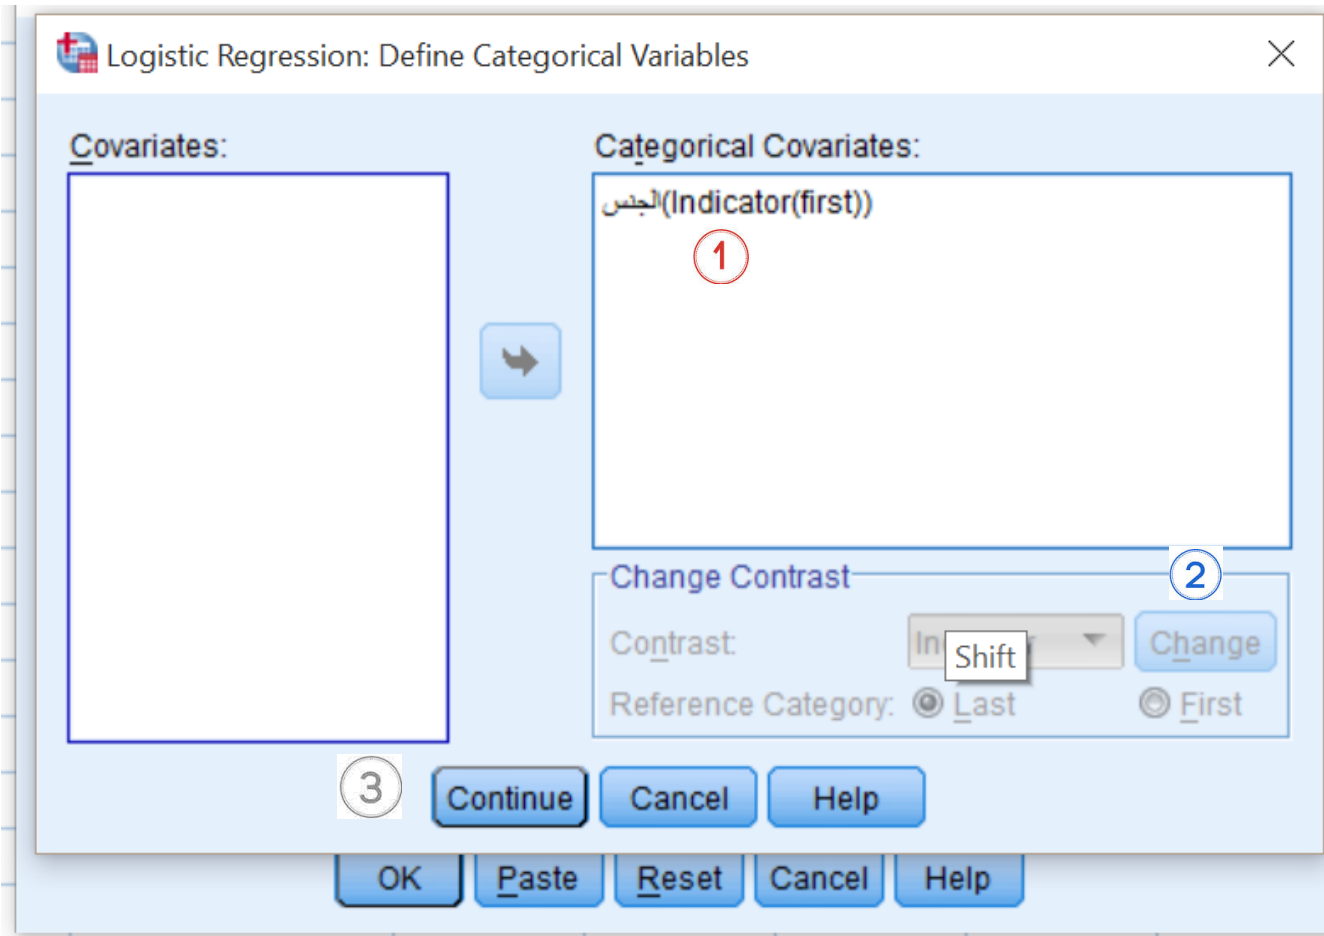 Logistic Regression: Define Categorical Variables
Covariates:
Categorical Covariates:
الجنس(Indicator(first))
1
2
Change Contrast
Contrast:
Shift
Change
Reference Category:
Last
First
3
Continue
Cancel
Help
OK
Paste
Reset
Cancel
Help